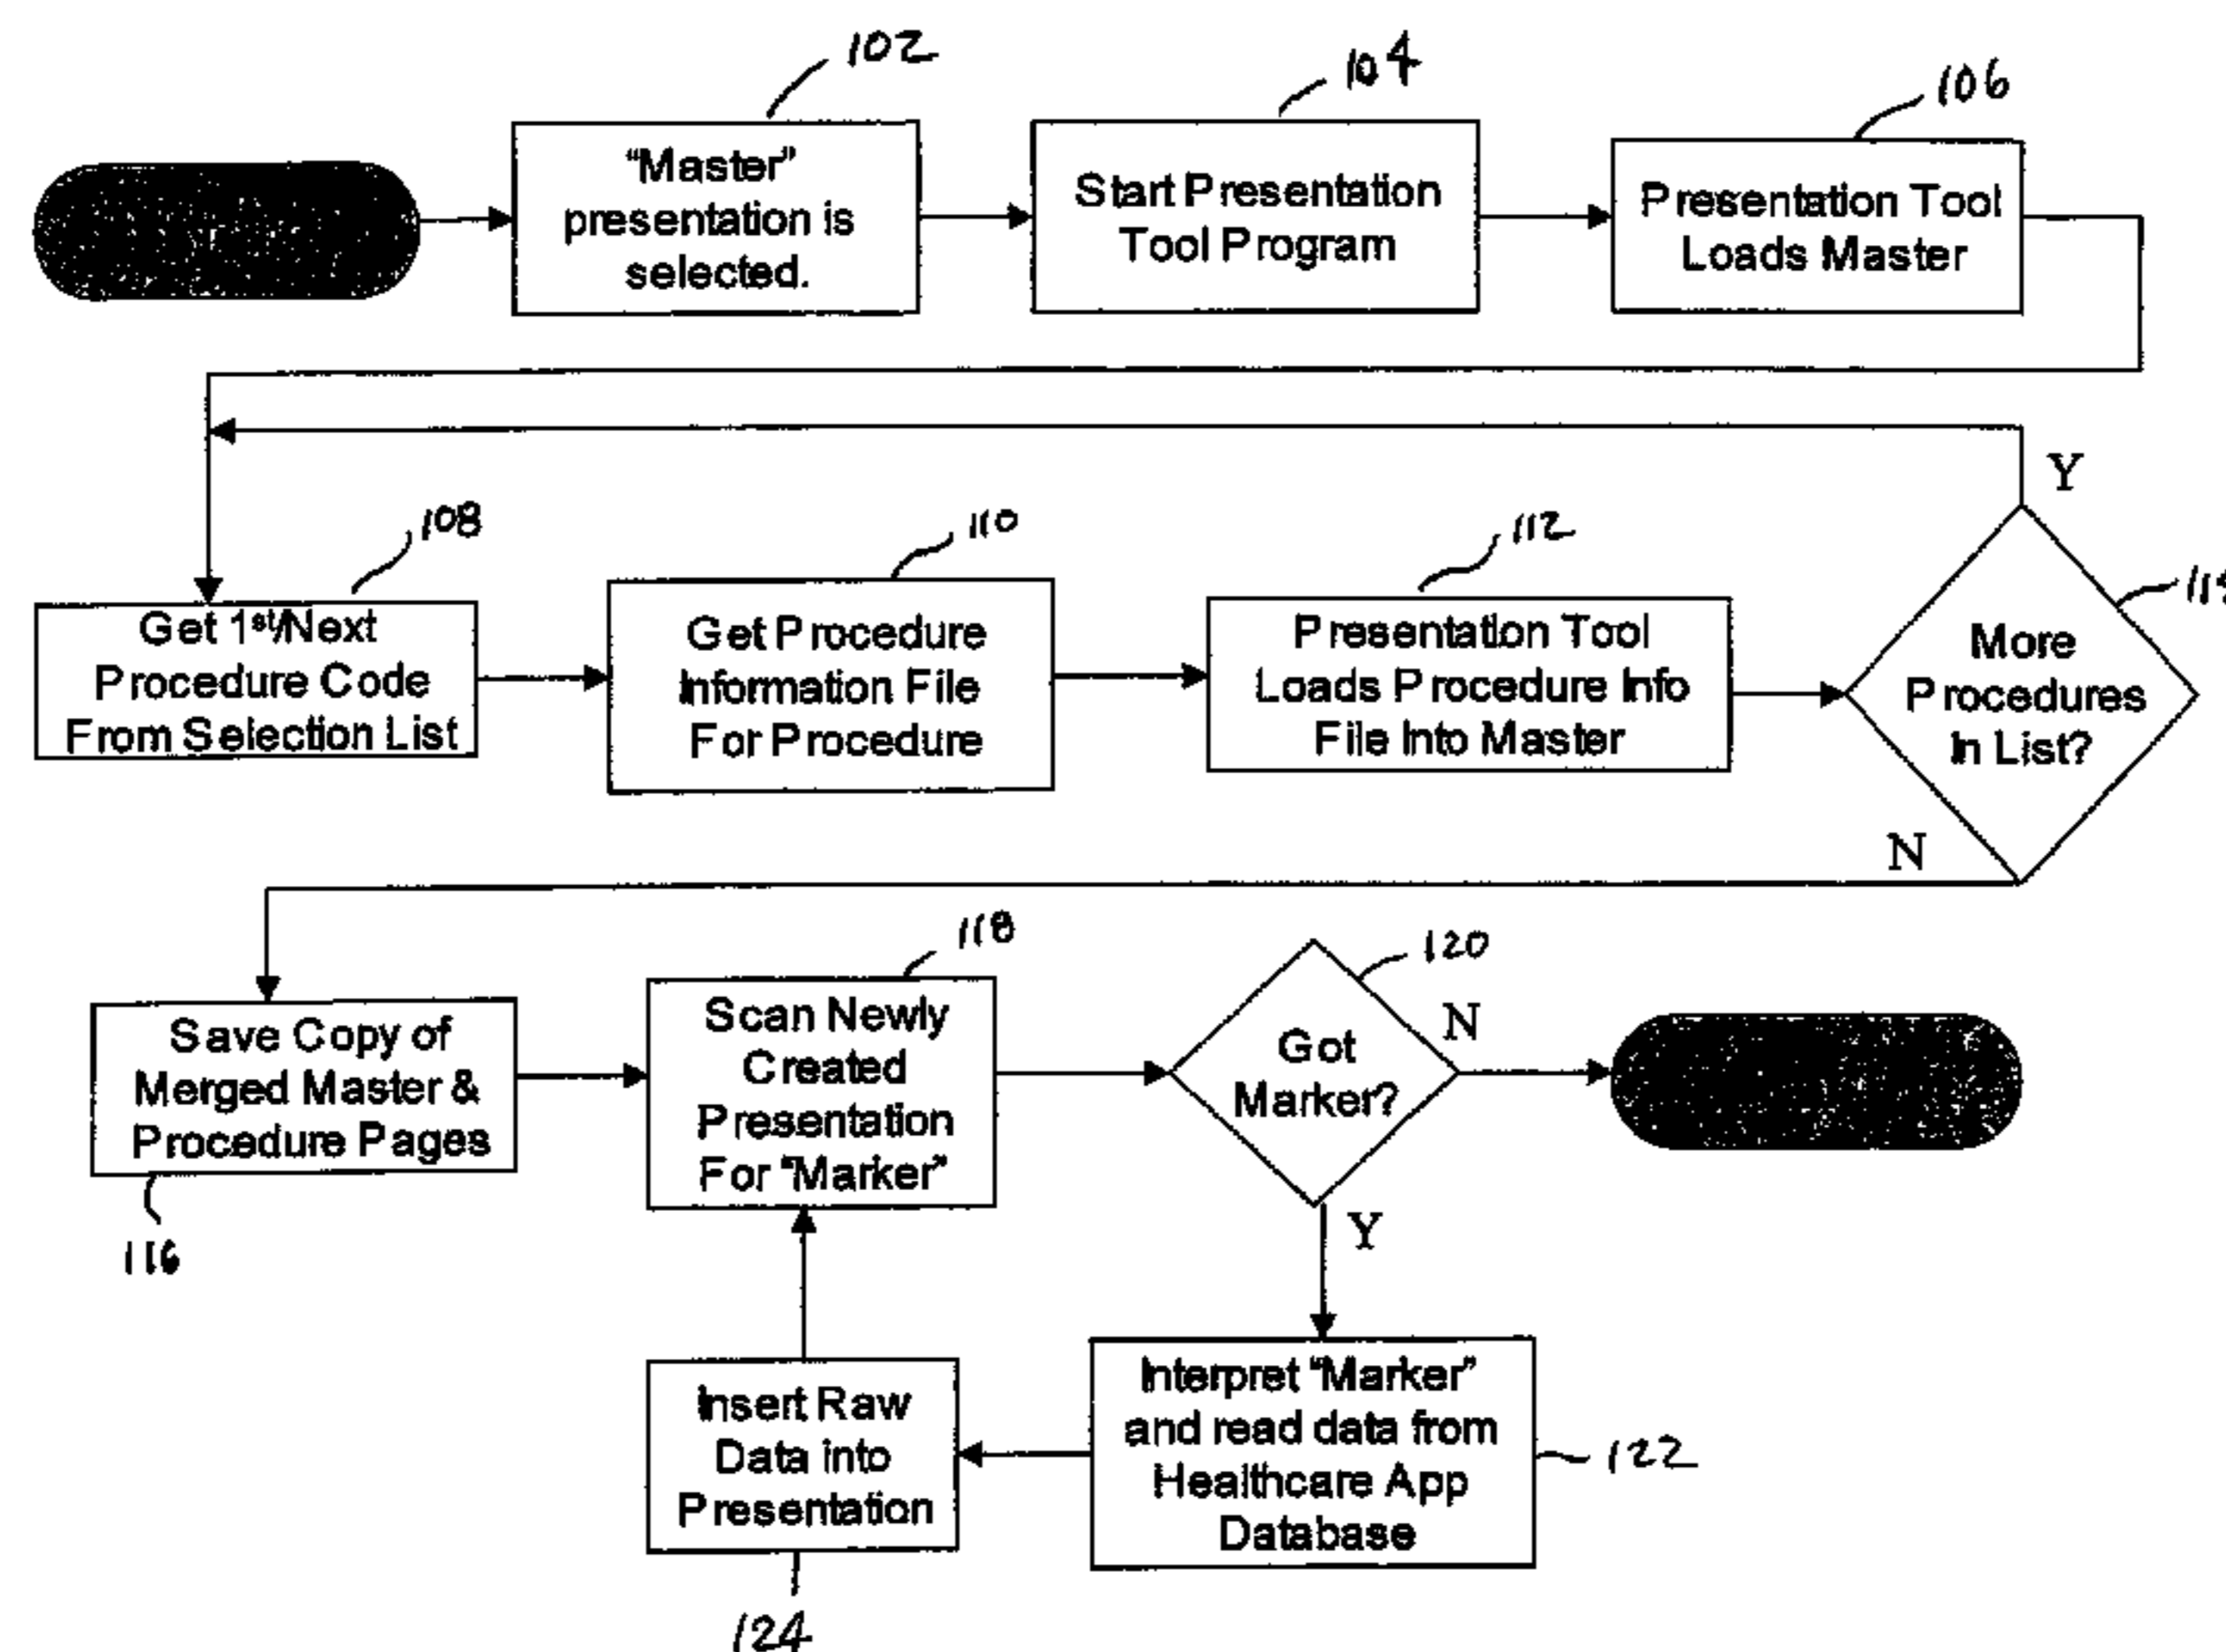 102
104
106
“Master”
presentation is
selected.
Start Presentation
Tool Program
Presentation Tool
Loads Master
Y
108
110
112
Get 1st/Next
Procedure Code
From Selection List
Get Procedure
Information File
For Procedure
Presentation Tool
Loads Procedure Info
File Into Master
More
Procedures
In List?
N
118
120
Save Copy of
Merged Master &
Procedure Pages
Scan Newly
Created
Presentation
For “Marker”
Got
Marker?
N
Y
116
Insert Raw
Data into
Presentation
Interpret “Marker”
and read data from
Healthcare App
Database
122
124